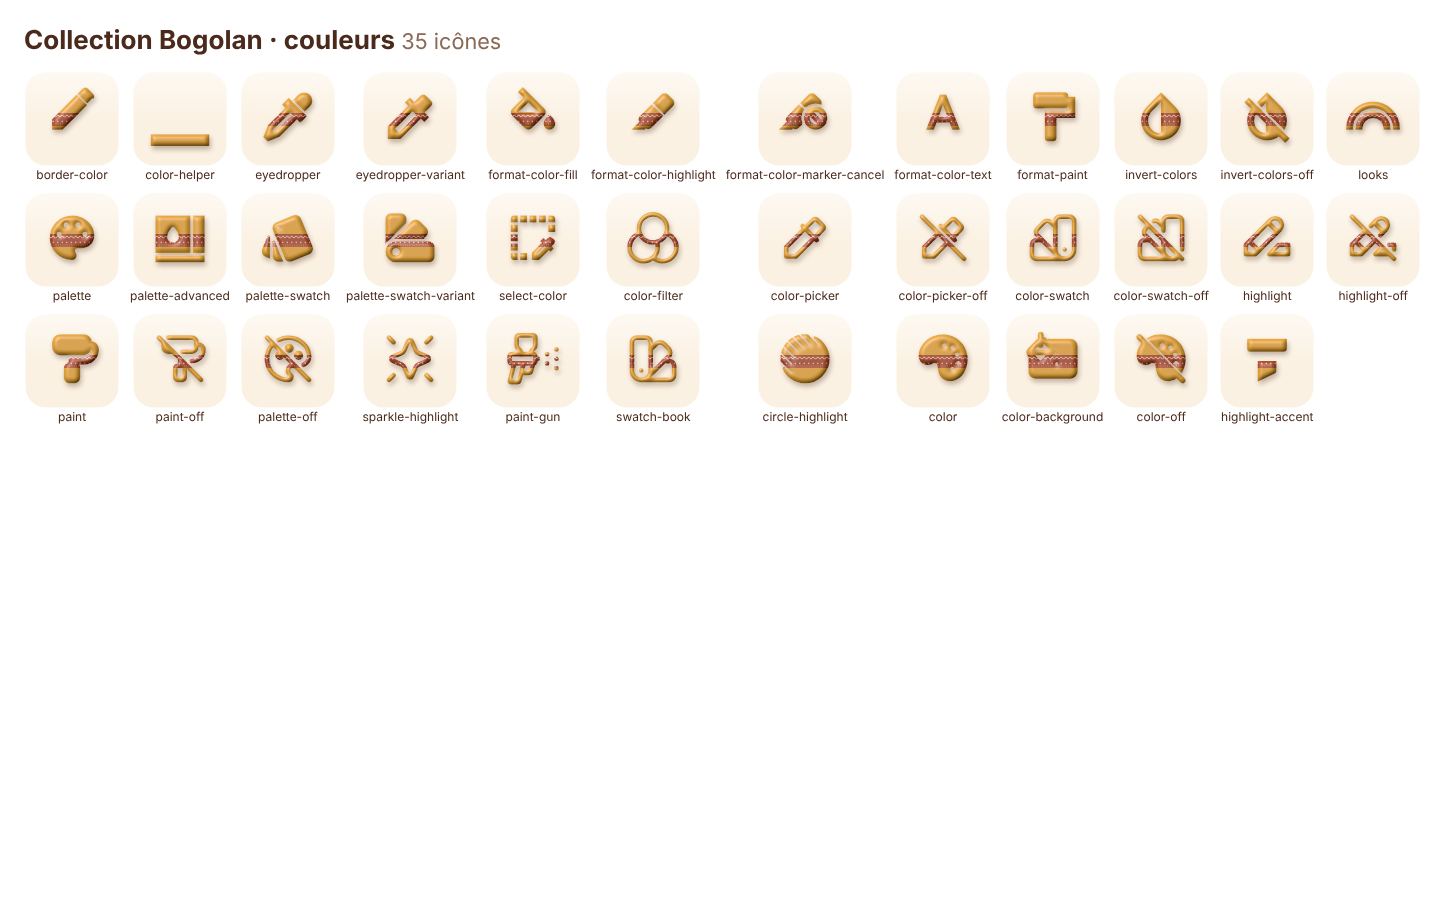 Collection Bogolan · couleurs 35 icônes
border-color color-helper eyedropper eyedropper-variant format-color-fill format-color-highlight format-color-marker-cancel format-color-text format-paint invert-colors invert-colors-off looks
palette palette-advanced palette-swatch palette-swatch-variant select-color color-filter color-picker color-picker-off color-swatch color-swatch-off highlight highlight-off
paint paint-off palette-off sparkle-highlight paint-gun swatch-book circle-highlight color color-background color-off highlight-accent